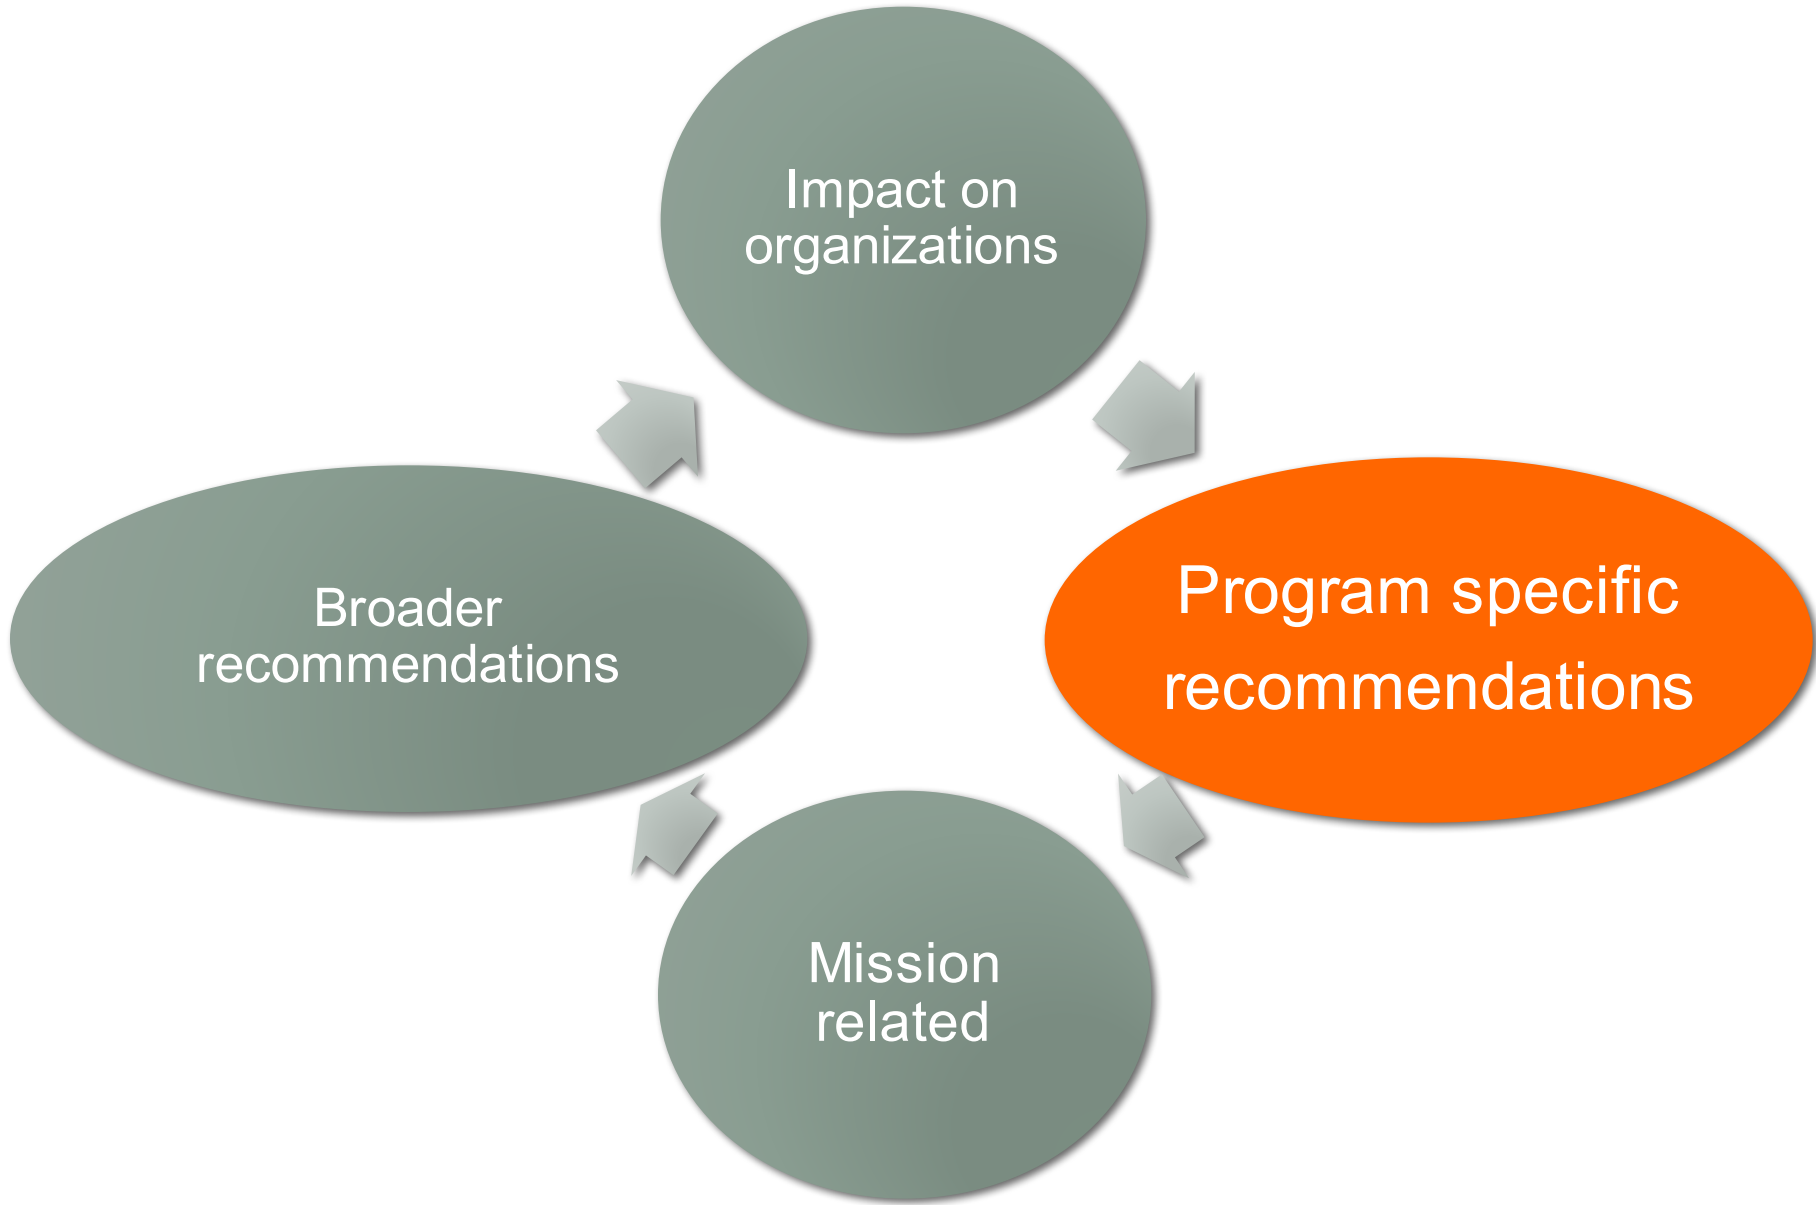 Impact on
organizations
Broader
recommendations
Program specific
recommendations
Mission
related